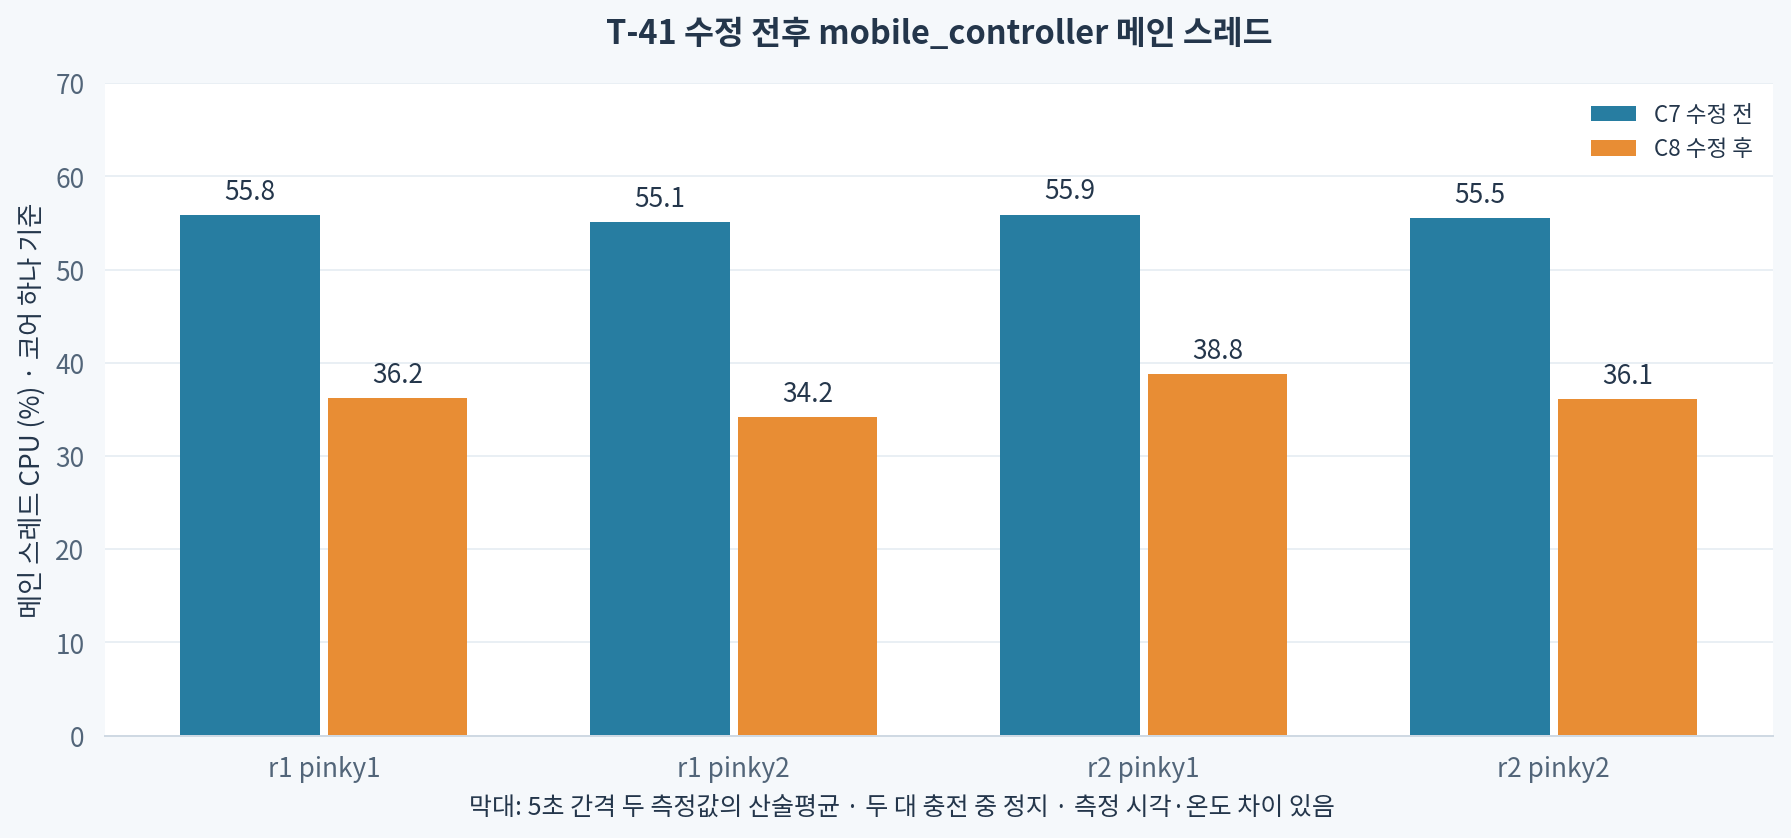 T-41 수정 전후 mobile_controller 메인 스레드
메인 스레드 CPU (%) · 코어 하나 기준
70
60
50
40
30
20
10
0
C7 수정 전
C8 수정 후
55.8
36.2
55.1
34.2
55.9
38.8
55.5
36.1
r1 pinky1
r1 pinky2
r2 pinky1
r2 pinky2
막대: 5초 간격 두 측정값의 산술평균 · 두 대 충전 중 정지 · 측정 시각·온도 차이 있음